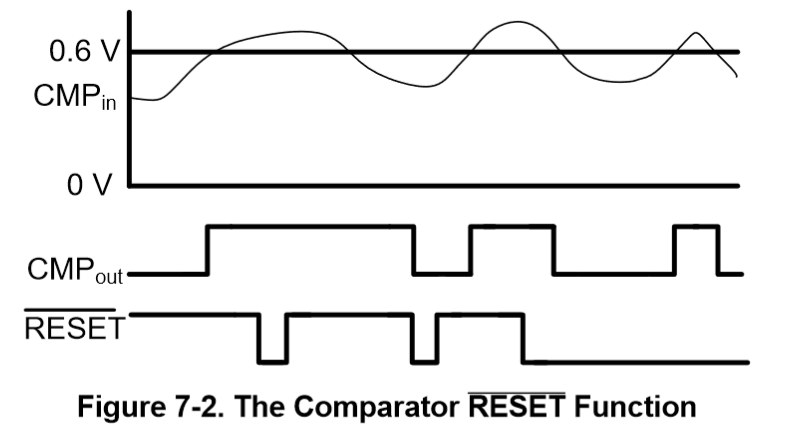 0.6 V
CMPin
0 V
CMPout
RESET
Figure 7-2. The Comparator RESET Function